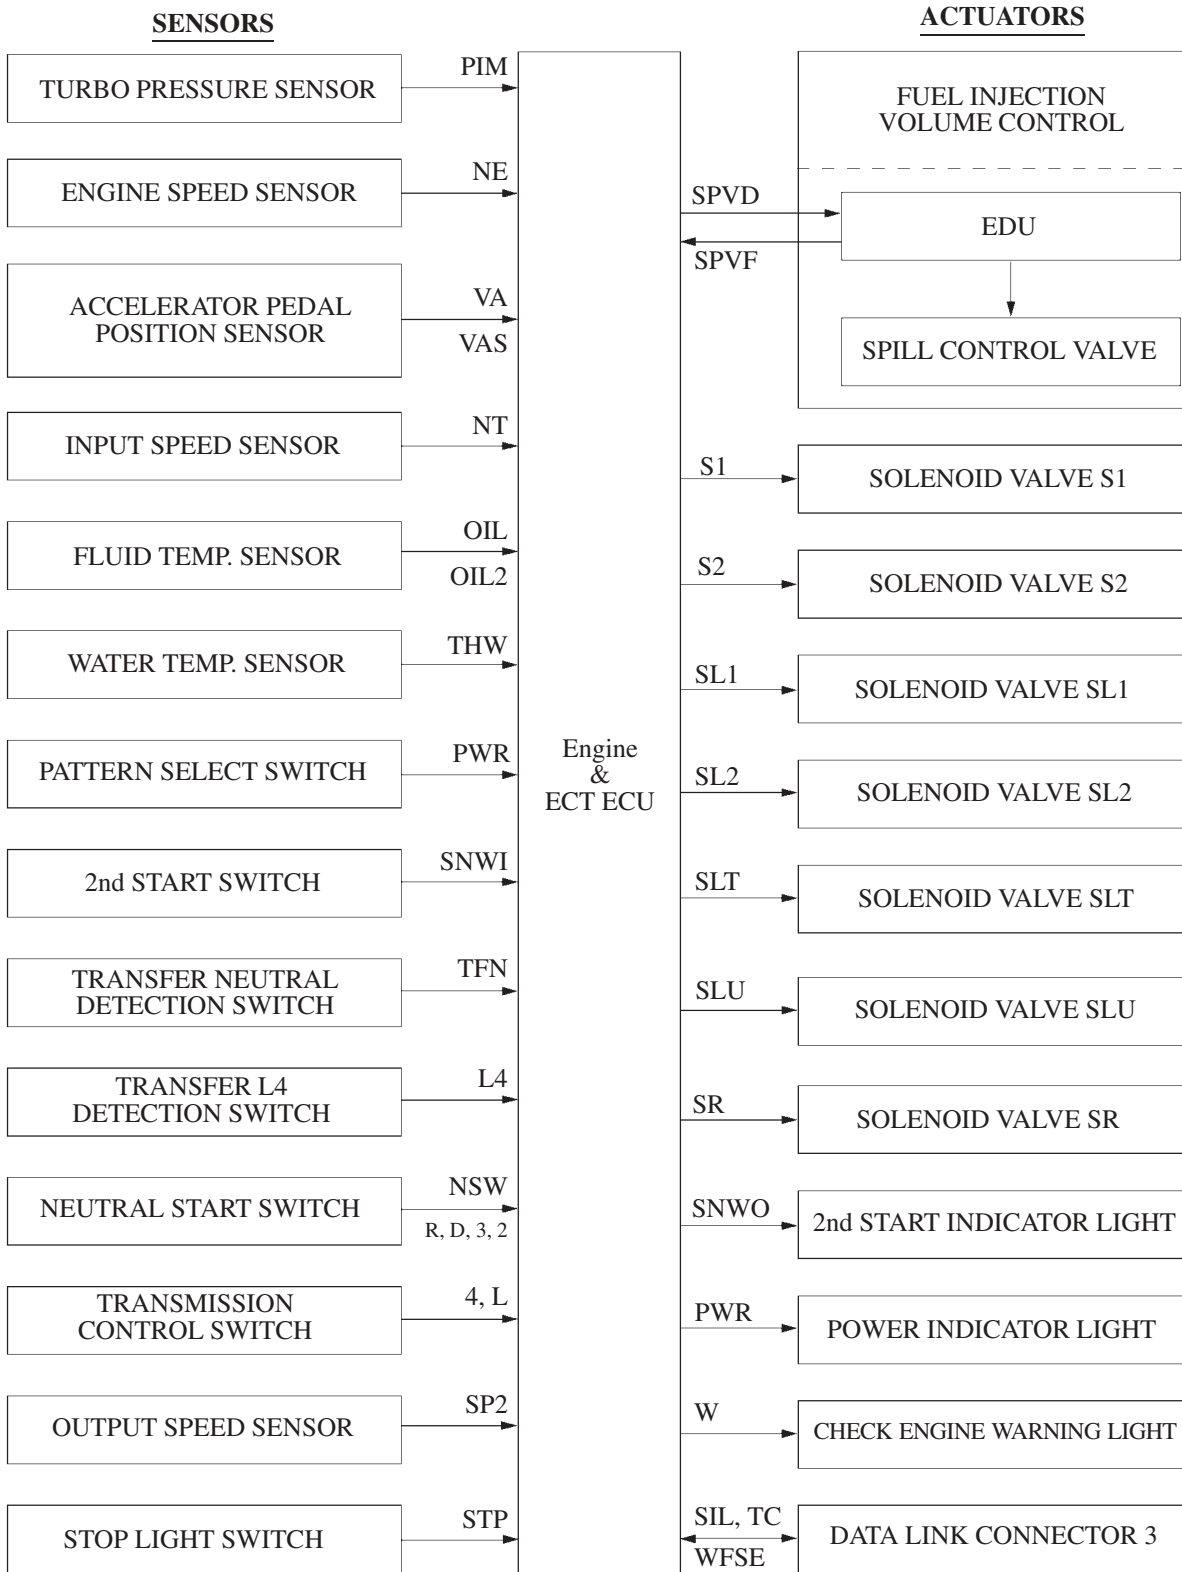 SENSORS
TURBO PRESSURE SENSOR
PIM
ENGINE SPEED SENSOR
NE
ACCELERATOR PEDAL
POSITION SENSOR
VA
VAS
INPUT SPEED SENSOR
NT
FLUID TEMP. SENSOR
OIL
OIL2
WATER TEMP. SENSOR
THW
PATTERN SELECT SWITCH
PWR
2nd START SWITCH
SNWI
TRANSFER NEUTRAL
DETECTION SWITCH
TFN
TRANSFER L4
DETECTION SWITCH
L4
NEUTRAL START SWITCH
NSW
R, D, 3, 2
TRANSMISSION
CONTROL SWITCH
4, L
OUTPUT SPEED SENSOR
SP2
STOP LIGHT SWITCH
STP
Engine
&
ECT ECU
ACTUATORS
FUEL INJECTION
VOLUME CONTROL
SPVD
SPVF
EDU
SPILL CONTROL VALVE
S1
SOLENOID VALVE S1
S2
SOLENOID VALVE S2
SL1
SOLENOID VALVE SL1
SL2
SOLENOID VALVE SL2
SLT
SOLENOID VALVE SLT
SLU
SOLENOID VALVE SLU
SR
SOLENOID VALVE SR
SNWO
2nd START INDICATOR LIGHT
PWR
POWER INDICATOR LIGHT
W
CHECK ENGINE WARNING LIGHT
SIL, TC
WFSE
DATA LINK CONNECTOR 3